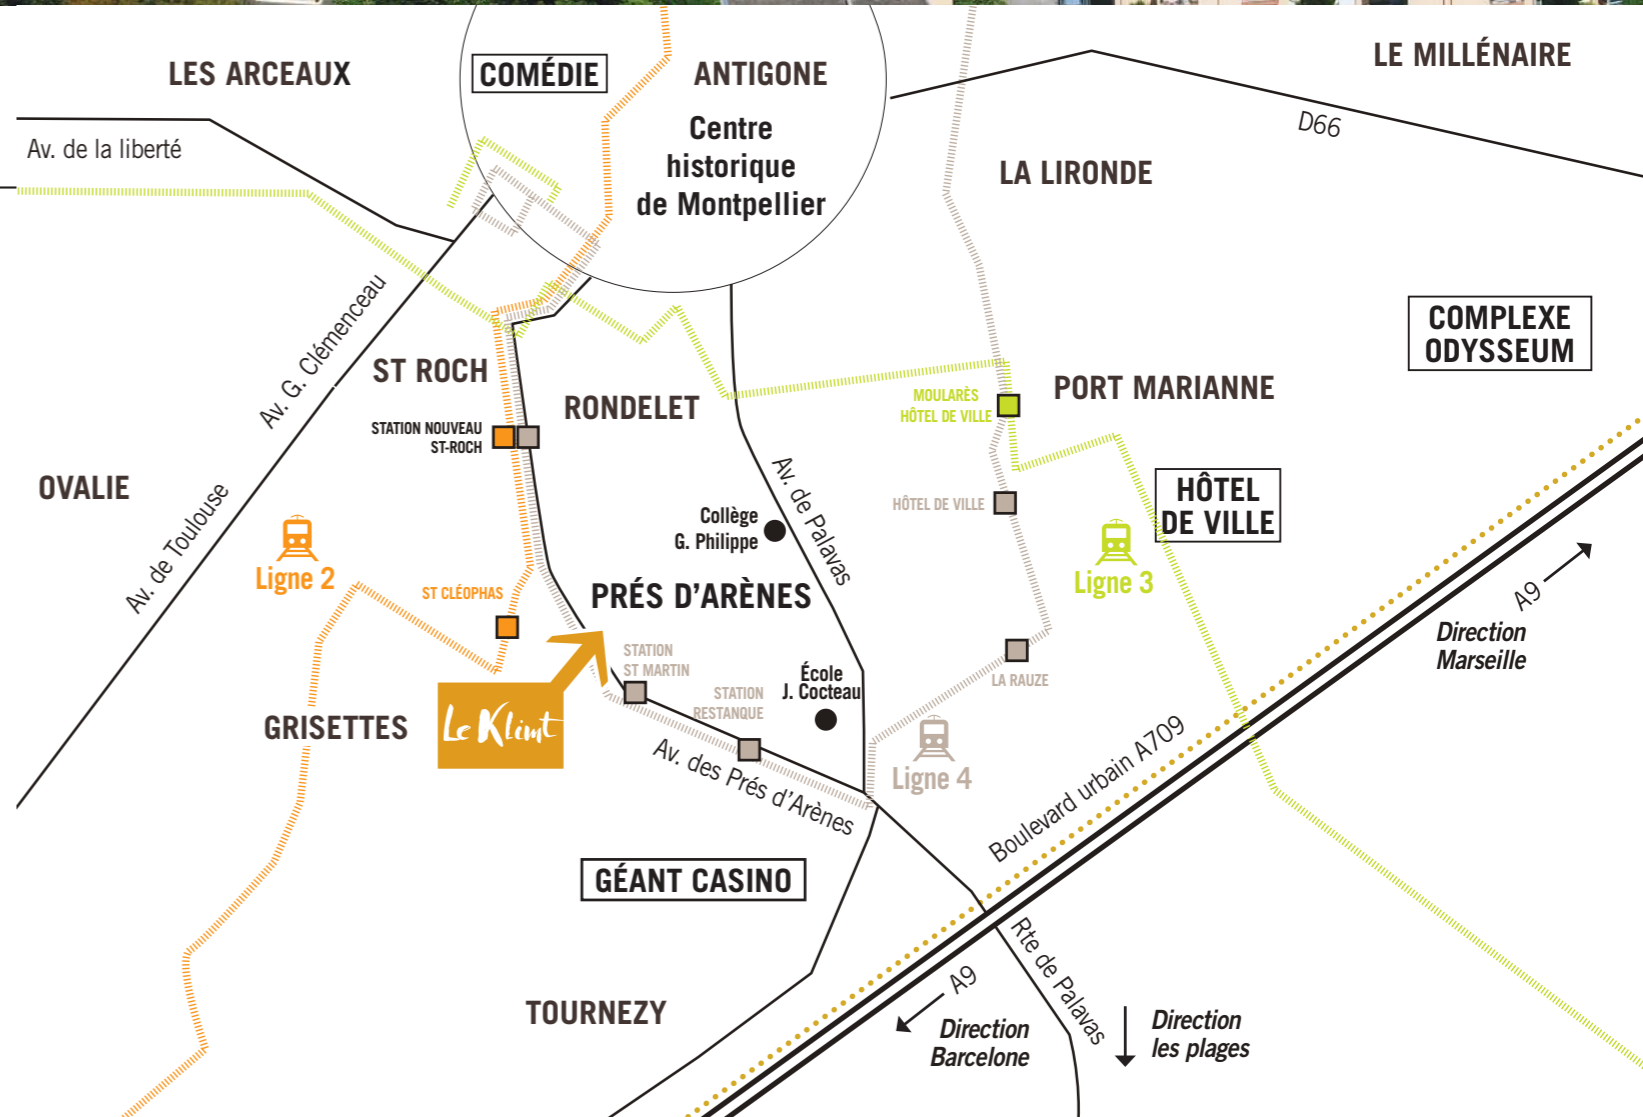 LES ARCEAUX
COMÉDIE
ANTIGONE
LE MILLÉNAIRE
Centre
historique
de Montpellier
D66
Av. de la liberté
LA LIRONDE
Av. G. Clémenceau
COMPLEXE
ODYSSEUM
ST ROCH
RONDELET
MOULARÈS
HÔTEL DE VILLE
PORT MARIANNE
STATION NOUVEAU
ST-ROCH
OVALIE
Av. de Toulouse
Av. de Palavas
HÔTEL DE VILLE
HÔTEL
DE VILLE
Collège
G. Philippe
Ligne 2
ST CLÉOPHAS
PRÉS D'ARÈNES
Ligne 3
A9
Direction
Marseille
STATION
ST MARTIN
STATION
RESTANQUE
École
J. Cocteau
LA RAUZE
GRISETTES
Le Klimt
Av. des Prés d'Arènes
Ligne 4
Boulevard urbain A709
GÉANT CASINO
TOURNEZY
A9
Direction
Barcelone
Rte de Palavas
Direction
les plages